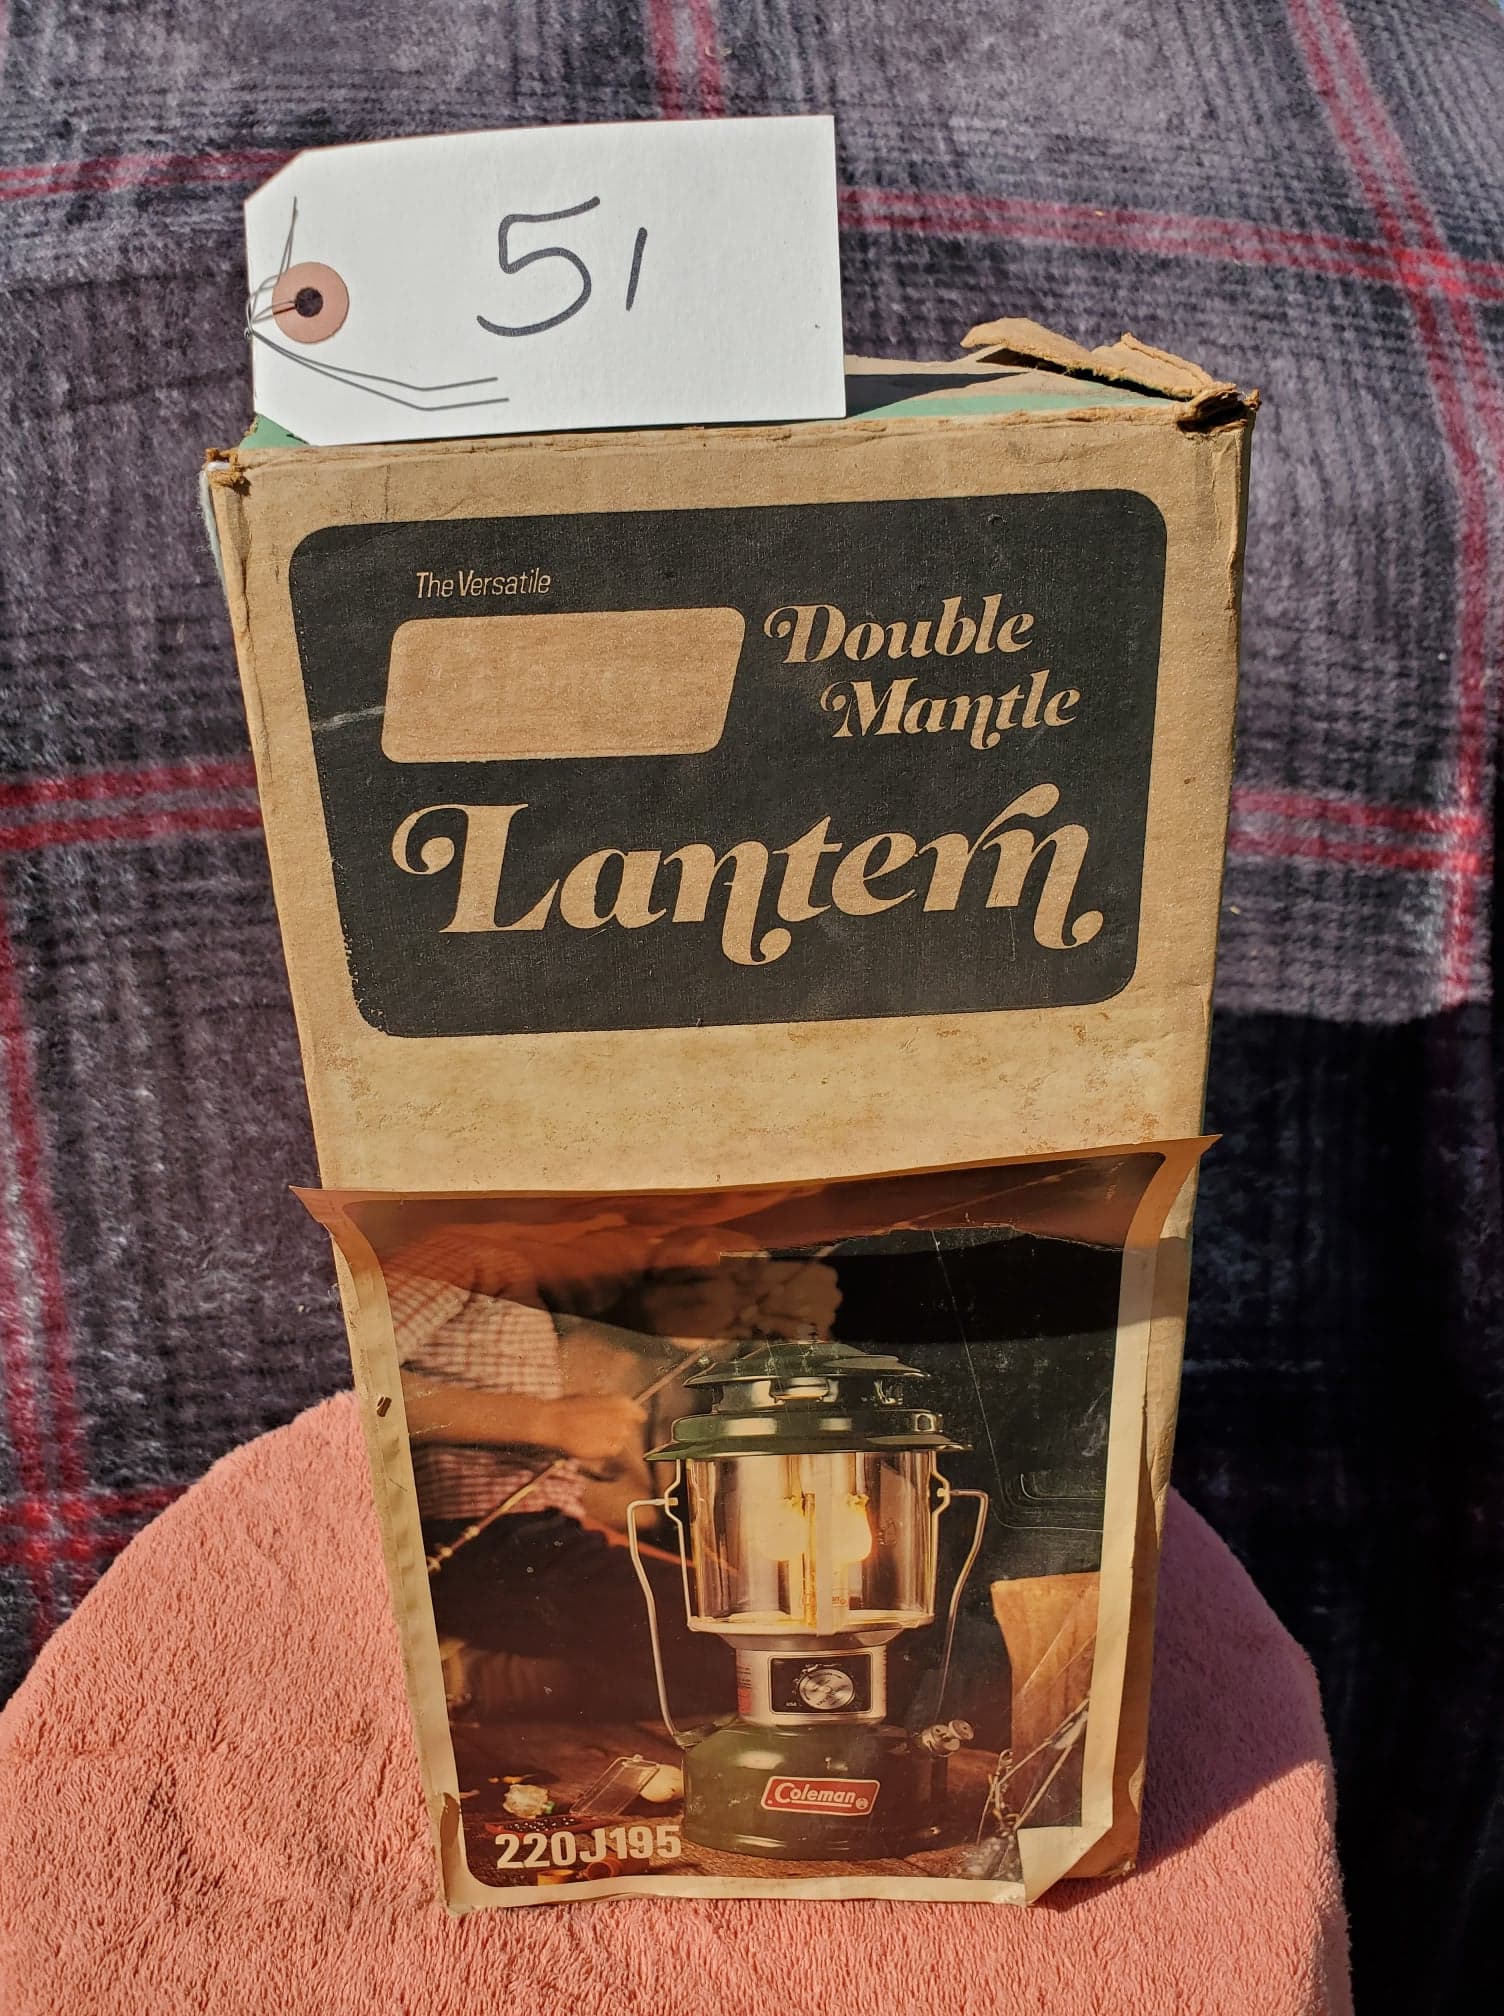 51
The Versatile
Double
Mantle
Lantern
Coleman
220J195